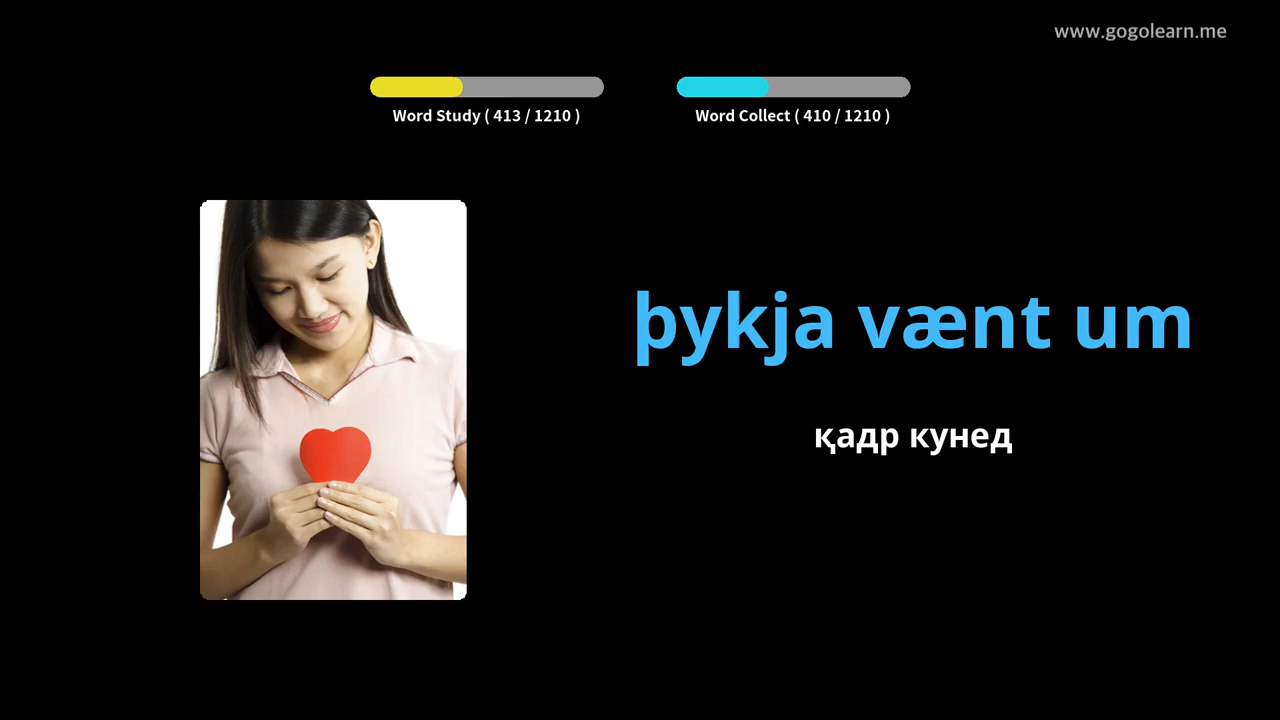 www.gogolearn.me
Word Study ( 413 / 1210 )
Word Collect ( 410 / 1210 )
þykja vænt um
қадр кунед